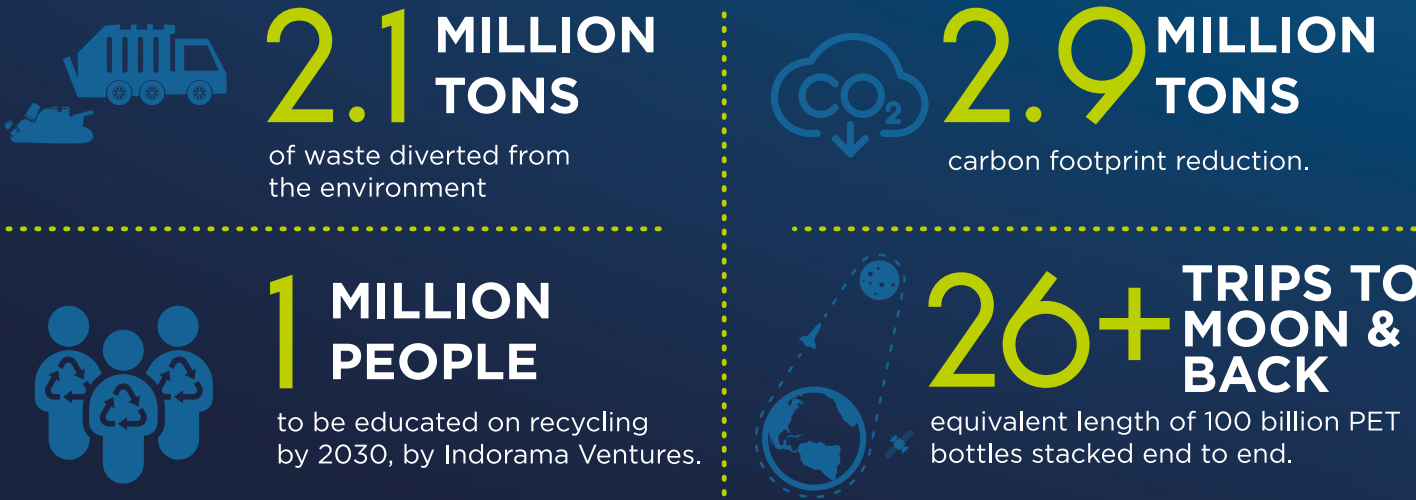 2.1 MILLION
TONS
of waste diverted from
the environment
CO₂
2.9 MILLION
TONS
carbon footprint reduction.
1 MILLION
PEOPLE
to be educated on recycling
by 2030, by Indorama Ventures.
26+ TRIPS TO
MOON &
BACK
equivalent length of 100 billion PET
bottles stacked end to end.